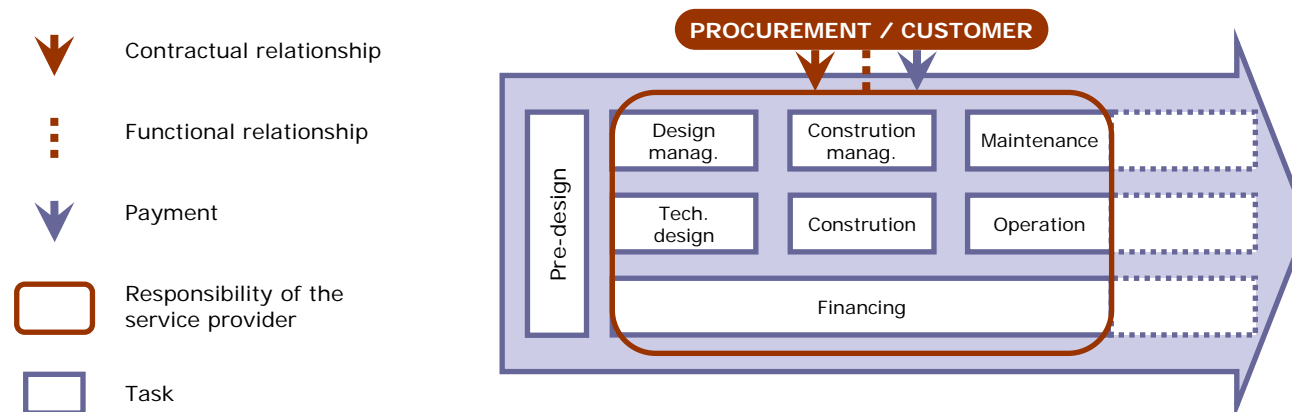 Contractual relationship
Functional relationship
Payment
Responsibility of the
service provider
Task
PROCUREMENT / CUSTOMER
Pre-design
Design
manag.
Constrution
manag.
Maintenance
Tech.
design
Constrution
Operation
Financing